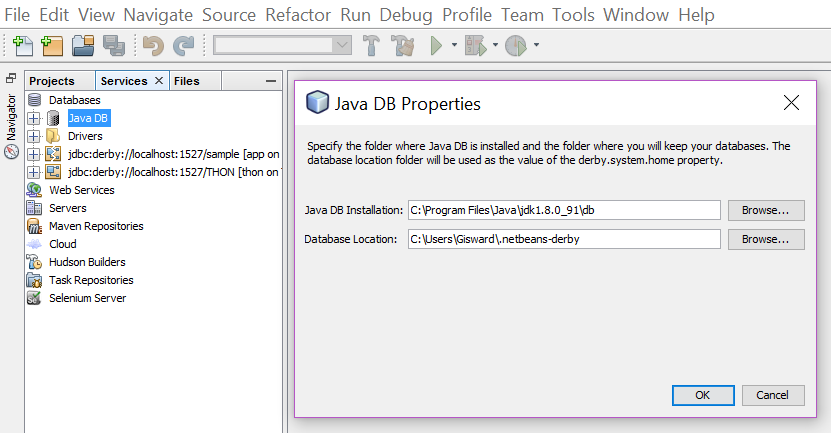 File Edit View Navigate Source Refactor Run Debug Profile Team Tools Window Help
Navigator
Projects Services Files
Databases
Java DB
Drivers
jdbc:derby://localhost:1527/sample [app on
jdbc:derby://localhost:1527/THON [thon on
Web Services
Servers
Maven Repositories
Cloud
Hudson Builders
Task Repositories
Selenium Server
Java DB Properties
Specify the folder where Java DB is installed and the folder where you will keep your databases. The
database location folder will be used as the value of the derby.system.home property.
Java DB Installation: C:\Program Files\Java\jdk1.8.0_91\db Browse...
Database Location: C:\Users\Gisward\.netbeans-derby Browse...
OK Cancel